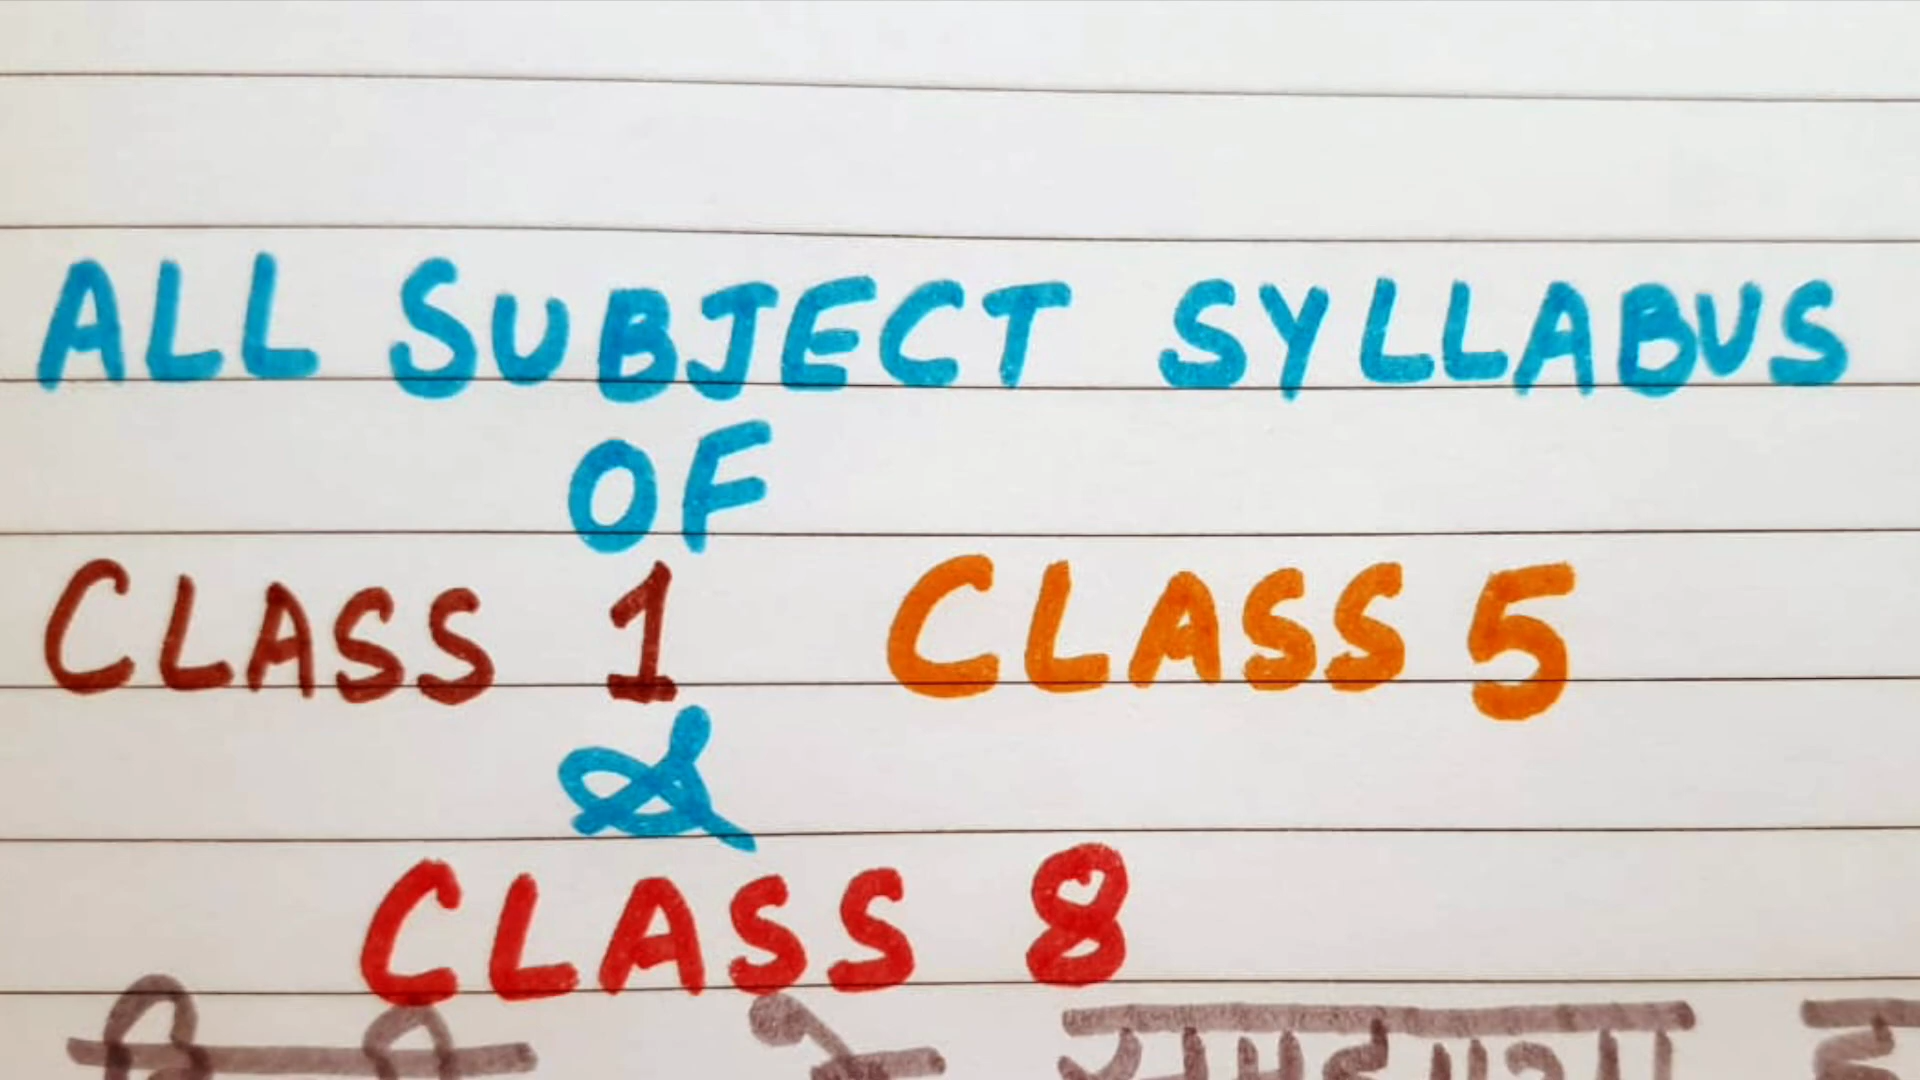 ALL SUBJECT SYLLABUS
OF
CLASS 1 CLASS 5
&
CLASS 8